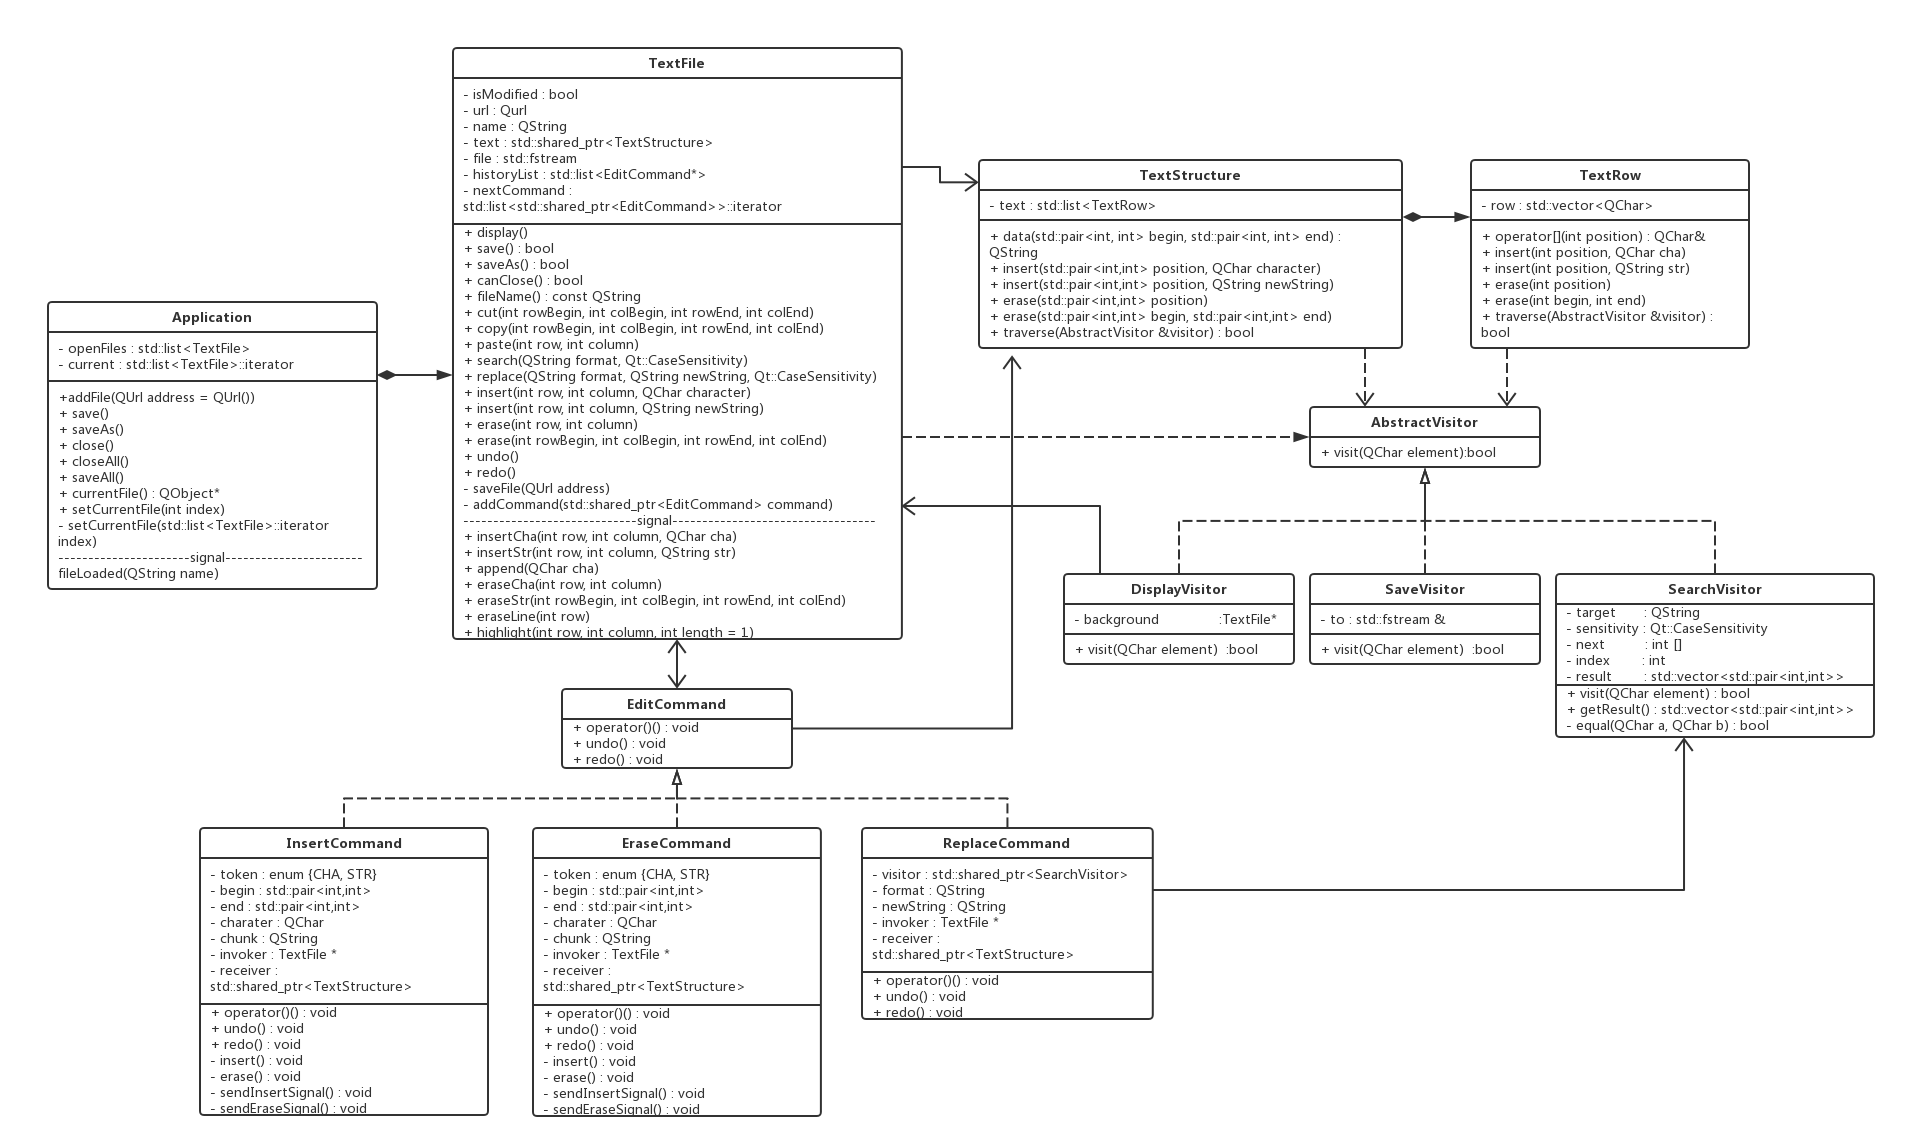 TextFile
- isModified : bool
- url : Qurl
- name : QString
- text : std::shared_ptr<TextStructure>
- file : std::fstream
- historyList : std::list<EditCommand*>
- nextCommand :
std::list<std::shared_ptr<EditCommand>>::iterator
+ display()
+ save() : bool
+ saveAs() : bool
+ canClose() : bool
+ fileName() : const QString
+ cut(int rowBegin, int colBegin, int rowEnd, int colEnd)
+ copy(int rowBegin, int colBegin, int rowEnd, int colEnd)
+ paste(int row, int column)
+ search(QString format, Qt::CaseSensitivity)
+ replace(QString format, QString newString, Qt::CaseSensitivity)
+ insert(int row, int column, QChar character)
+ insert(int row, int column, QString newString)
+ erase(int row, int column)
+ erase(int rowBegin, int colBegin, int rowEnd, int colEnd)
+ undo()
+ redo()
- saveFile(QUrl address)
- addCommand(std::shared_ptr<EditCommand> command)
-----------------------------signal----------------------------------
+ insertCha(int row, int column, QChar cha)
+ insertStr(int row, int column, QString str)
+ append(QChar cha)
+ eraseCha(int row, int column)
+ eraseStr(int rowBegin, int colBegin, int rowEnd, int colEnd)
+ eraseLine(int row)
+ highlight(int row, int column, int length = 1)
TextStructure
- text : std::list<TextRow>
+ data(std::pair<int, int> begin, std::pair<int, int> end) :
QString
+ insert(std::pair<int,int> position, QChar character)
+ insert(std::pair<int,int> position, QString newString)
+ erase(std::pair<int,int> position)
+ erase(std::pair<int,int> begin, std::pair<int,int> end)
+ traverse(AbstractVisitor &visitor) : bool
TextRow
- row : std::vector<QChar>
+ operator[](int position) : QChar&
+ insert(int position, QChar cha)
+ insert(int position, QString str)
+ erase(int position)
+ erase(int begin, int end)
+ traverse(AbstractVisitor &visitor) :
bool
Application
- openFiles : std::list<TextFile>
- current : std::list<TextFile>::iterator
+addFile(QUrl address = QUrl())
+ save()
+ saveAs()
+ close()
+ closeAll()
+ saveAll()
+ currentFile() : QObject*
+ setCurrentFile(int index)
- setCurrentFile(std::list<TextFile>::iterator
index)
----------------------signal-----------------------
fileLoaded(QString name)
AbstractVisitor
+ visit(QChar element):bool
DisplayVisitor
- background :TextFile*
+ visit(QChar element) :bool
SaveVisitor
- to : std::fstream &
+ visit(QChar element) :bool
SearchVisitor
- target : QString
- sensitivity : Qt::CaseSensitivity
- next : int []
- index : int
- result : std::vector<std::pair<int,int>>
+ visit(QChar element) : bool
+ getResult() : std::vector<std::pair<int,int>>
- equal(QChar a, QChar b) : bool
EditCommand
+ operator()() : void
+ undo() : void
+ redo() : void
InsertCommand
- token : enum {CHA, STR}
- begin : std::pair<int,int>
- end : std::pair<int,int>
- charater : QChar
- chunk : QString
- invoker : TextFile *
- receiver :
std::shared_ptr<TextStructure>
+ operator()() : void
+ undo() : void
+ redo() : void
- insert() : void
- erase() : void
- sendInsertSignal() : void
- sendEraseSignal() : void
EraseCommand
- token : enum {CHA, STR}
- begin : std::pair<int,int>
- end : std::pair<int,int>
- charater : QChar
- chunk : QString
- invoker : TextFile *
- receiver :
std::shared_ptr<TextStructure>
+ operator()() : void
+ undo() : void
+ redo() : void
- insert() : void
- erase() : void
- sendInsertSignal() : void
- sendEraseSignal() : void
ReplaceCommand
- visitor : std::shared_ptr<SearchVisitor>
- format : QString
- newString : QString
- invoker : TextFile *
- receiver :
std::shared_ptr<TextStructure>
+ operator()() : void
+ undo() : void
+ redo() : void